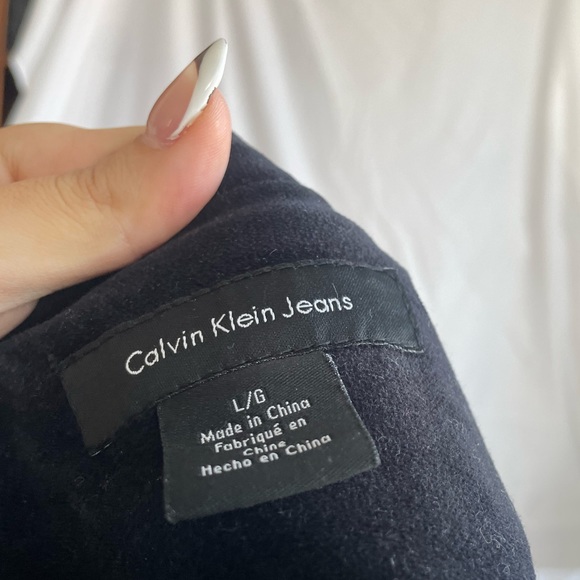 Calvin Klein Jeans
L/G
Made in China
Fabriqué en
Chine
Hecho en China